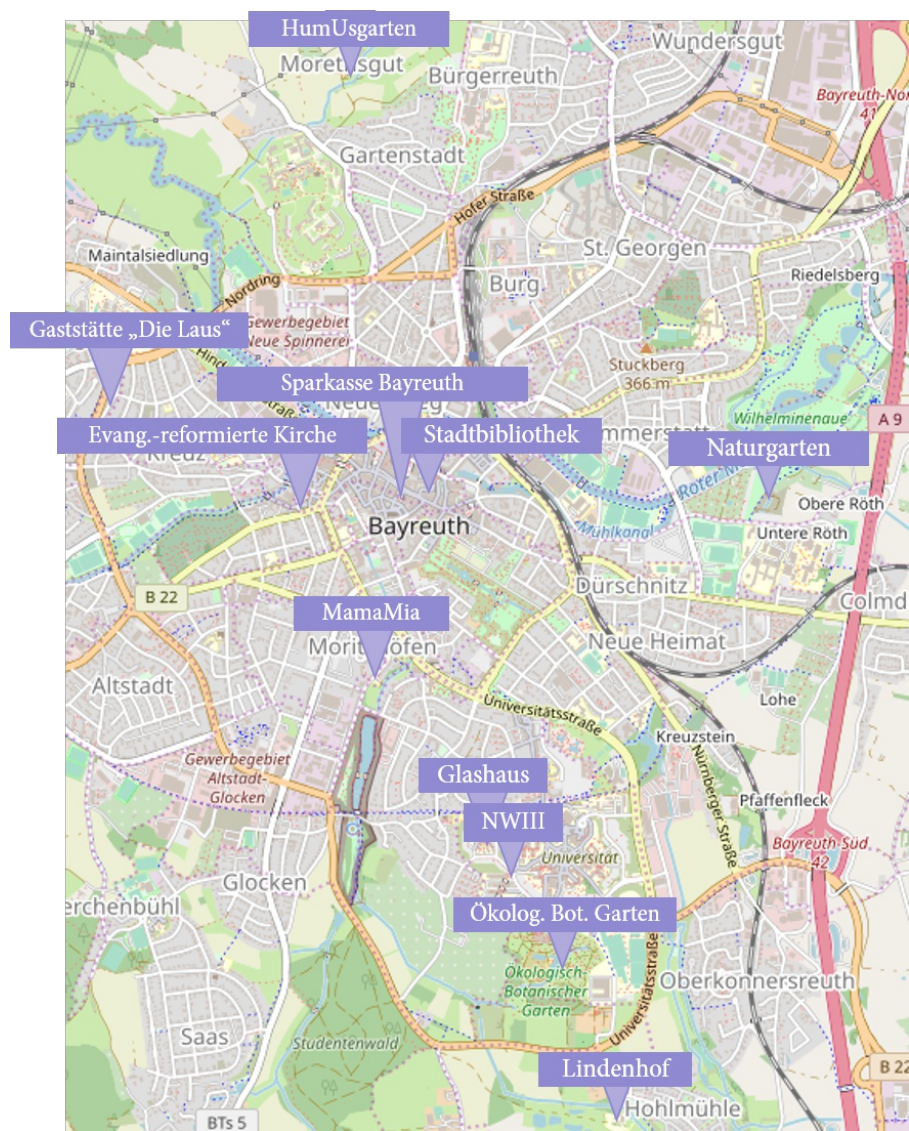 HumUsgarten
Wundersgut
Bürgerreuth
Bayreuth-Nor
41
Gartenstadt
Hofer Straße
St. Georgen
Maintalsiedlung
Riedelsberg
Nordring
Burg
Gaststätte „Die Laus“
Gewerbegebiet
Neue Spinnerei
Stuckberg
366 m
Sparkasse Bayreuth
Wilhelminenaue
A 9
Evang.-reformierte Kirche
Stadtbibliothek
Naturgarten
Kreuz
Roter M
Obere Röth
Bayreuth
Mühlkanal
Untere Röth
B 22
Dürschnitz
Colmd
MamaMia
Neue Heimat
Altstadt
Lohe
Universitätsstraße
Kreuzstein
Gewerbegebiet
Altstadt-
Glocken
Glashaus
Nürnberger Straße
Pfaffenfleck
NWIII
Universität
Bayreuth-Süd
42
Glocken
erchenbühl
Ökolog. Bot. Garten
Ökologisch-
Botanischer
Garten
Universitätsstraße
Oberkonnersreuth
Saas
Studentenwald
Lindenhof
B 22
Hohlmühle
BTs 5